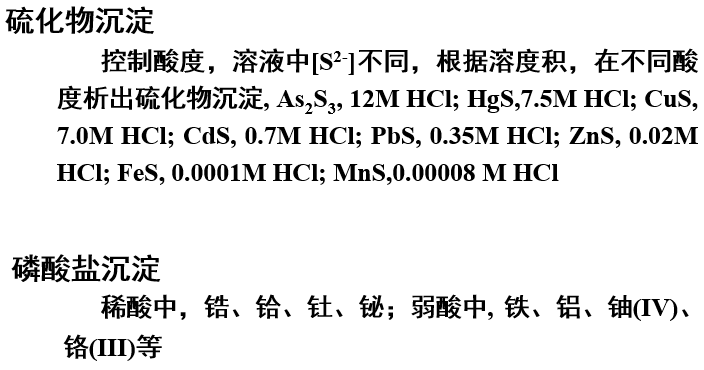 硫化物沉淀
控制酸度，溶液中[S²⁻]不同，根据溶度积，在不同酸
度析出硫化物沉淀, As₂S₃, 12M HCl; HgS,7.5M HCl; CuS,
7.0M HCl; CdS, 0.7M HCl; PbS, 0.35M HCl; ZnS, 0.02M
HCl; FeS, 0.0001M HCl; MnS,0.00008 M HCl
磷酸盐沉淀
稀酸中，锆、铪、钍、铋；弱酸中, 铁、铝、铀(IV)、
铬(III)等